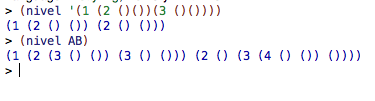 > (nivel '(1 (2 ()())(3 ()())))
(1 (2 () ()) (2 () ()))
> (nivel AB)
(1 (2 (3 () ()) (3 () ())) (2 () (3 (4 () ()) ())))
>